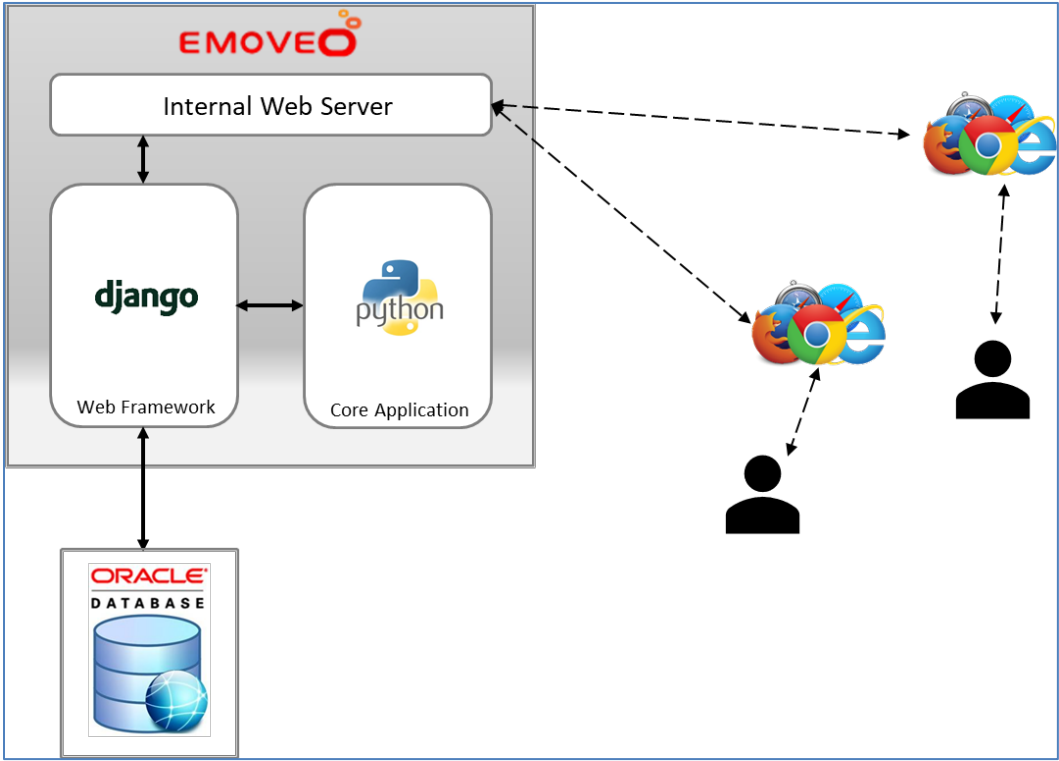 EMOVEO
Internal Web Server
django
python
Web Framework
Core Application
ORACLE
DATABASE